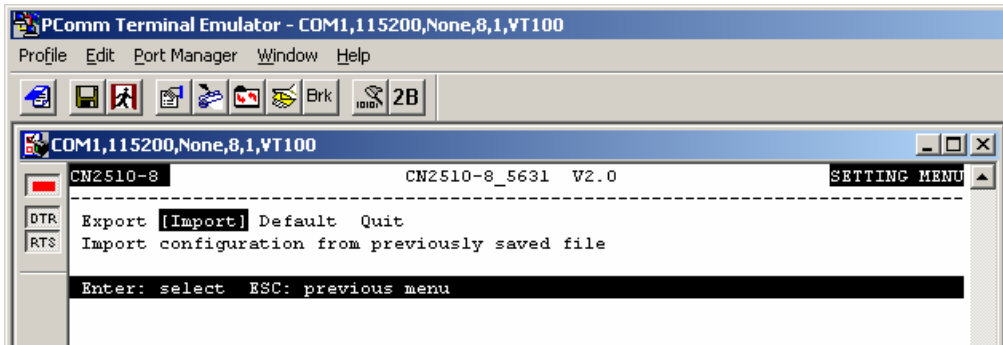 PComm Terminal Emulator - COM1,115200,None,8,1,VT100
Profile Edit Port Manager Window Help
Brk 2B
COM1,115200,None,8,1,VT100
CN2510-8 CN2510-8_5631 V2.0 SETTING MENU
DTR Export [Import] Default Quit
RTS Import configuration from previously saved file
Enter: select ESC: previous menu